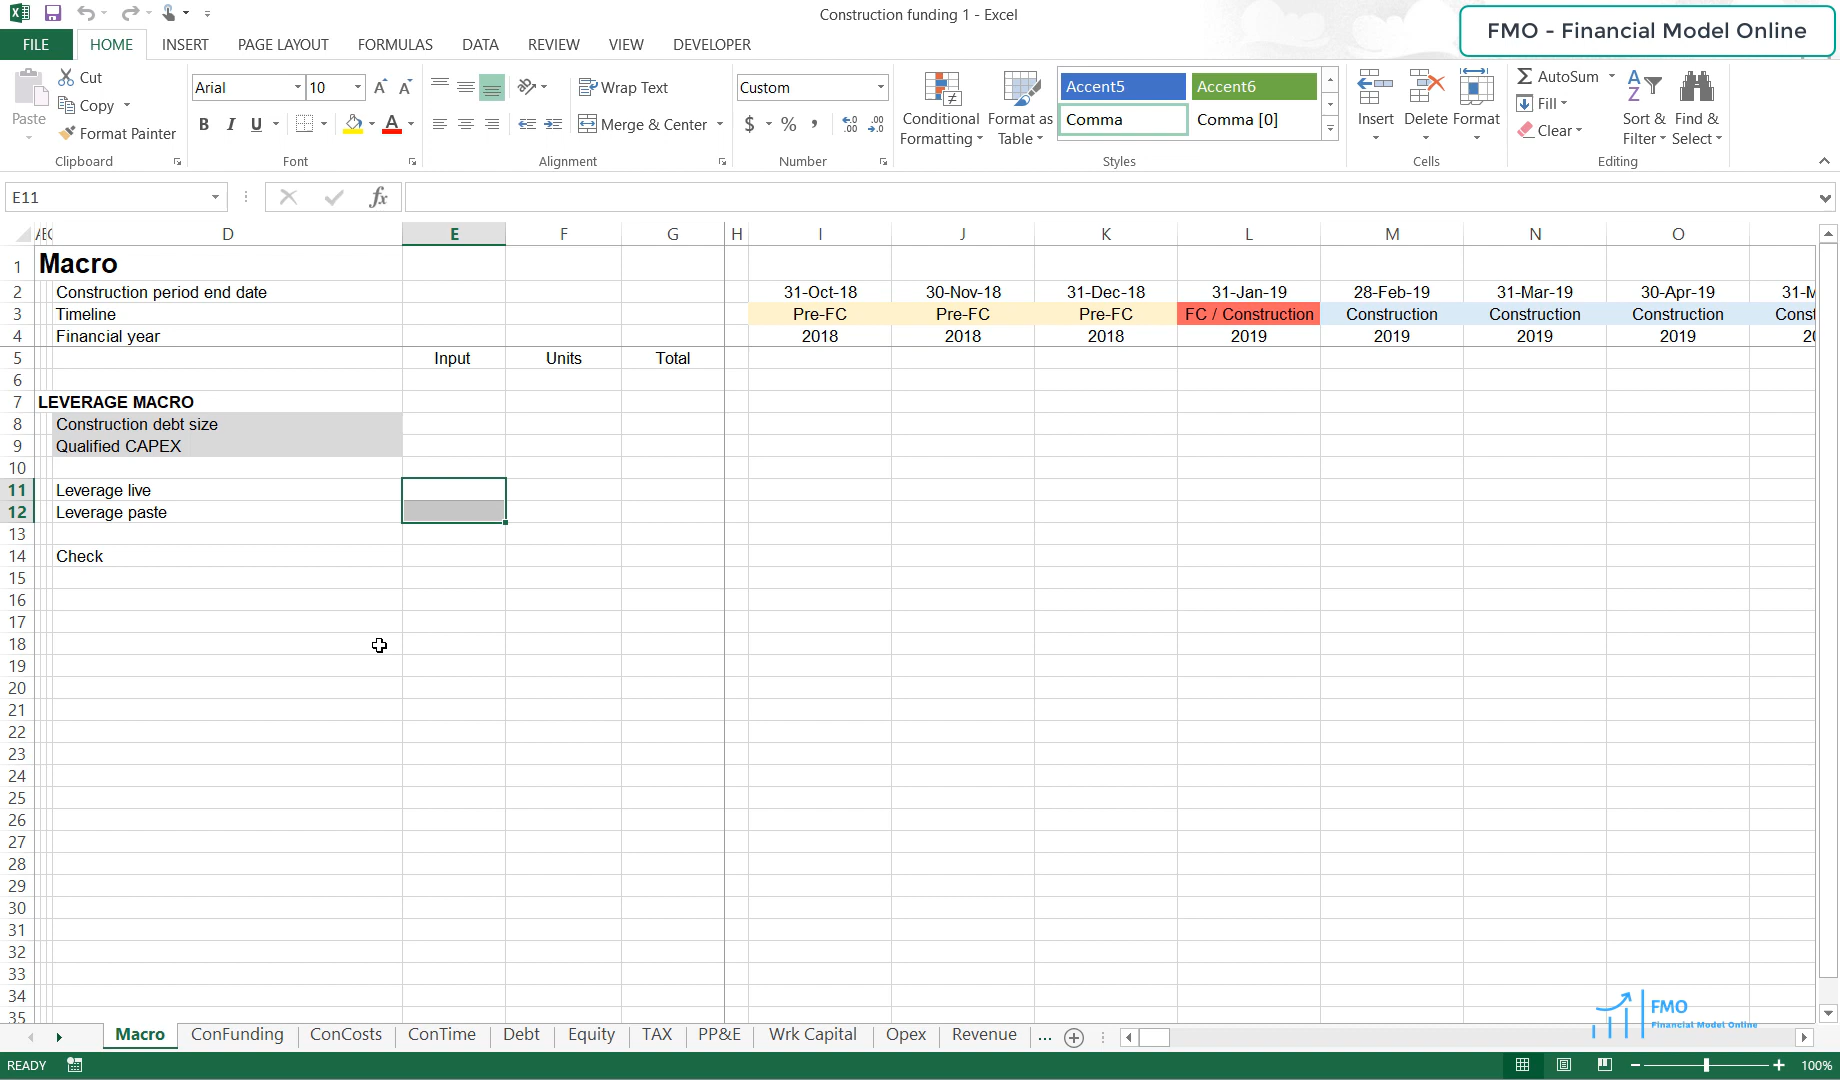 Construction funding 1 - Excel
FMO - Financial Model Online
FILE HOME INSERT PAGE LAYOUT FORMULAS DATA REVIEW VIEW DEVELOPER
Paste
Cut
Copy
Format Painter
Clipboard
Arial 10
B I U
Font
Wrap Text
Merge & Center
Alignment
Custom
$ % ,
Number
Conditional Formatting
Format as Table
Accent5 Accent6
Comma Comma [0]
Styles
Insert Delete Format
Cells
AutoSum
Fill
Clear
Sort & Filter
Find & Select
Editing
E11 fx
D E F G H I J K L M N O
1 Macro
2 Construction period end date 31-Oct-18 30-Nov-18 31-Dec-18 31-Jan-19 28-Feb-19 31-Mar-19 30-Apr-19
3 Timeline Pre-FC Pre-FC Pre-FC FC / Construction Construction Construction Construction
4 Financial year 2018 2018 2018 2019 2019 2019 2019
5 Input Units Total
6
7 LEVERAGE MACRO
8 Construction debt size
9 Qualified CAPEX
10
11 Leverage live
12 Leverage paste
13
14 Check
15
16
17
18
19
20
21
22
23
24
25
26
27
28
29
30
31
32
33
34
35
FMO
Financial Model Online
Macro ConFunding ConCosts ConTime Debt Equity TAX PP&E Wrk Capital Opex Revenue ...
READY 100%